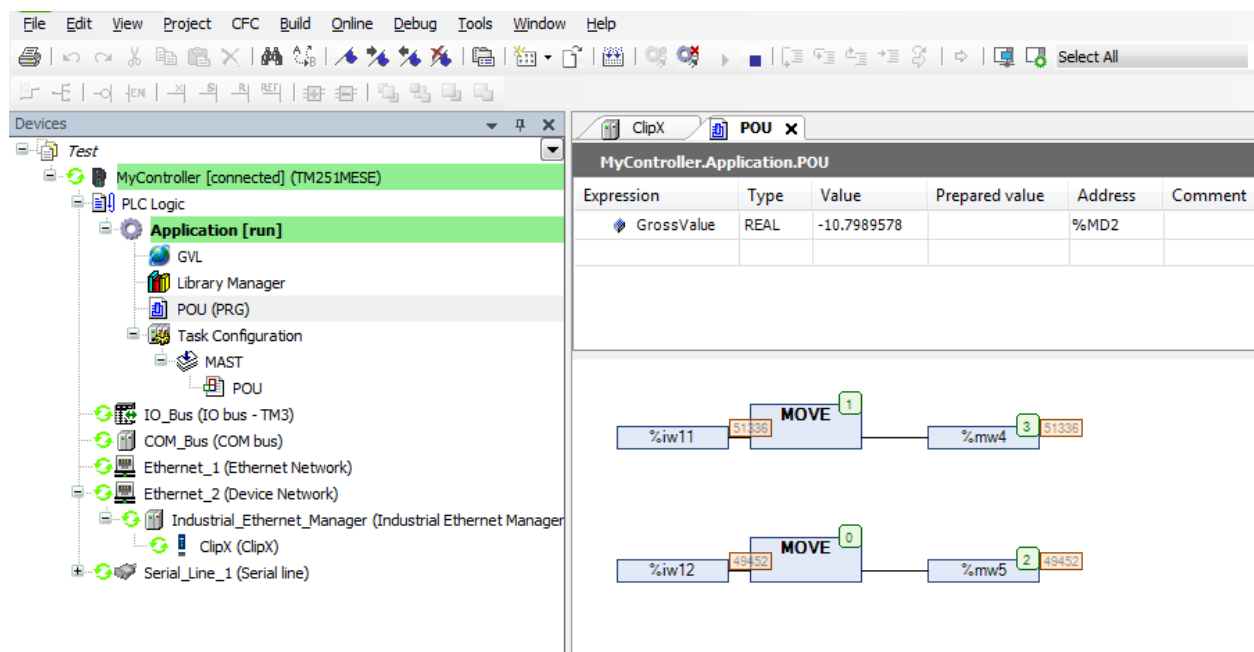 File Edit View Project CFC Build Online Debug Tools Window Help
Select All
Devices
Test
MyController [connected] (TM251MESE)
PLC Logic
Application [run]
GVL
Library Manager
POU (PRG)
Task Configuration
MAST
POU
IO_Bus (IO bus - TM3)
COM_Bus (COM bus)
Ethernet_1 (Ethernet Network)
Ethernet_2 (Device Network)
Industrial_Ethernet_Manager (Industrial Ethernet Manager
ClipX (ClipX)
Serial_Line_1 (Serial line)
ClipX POU
MyController.Application.POU
Expression Type Value Prepared value Address Comment
GrossValue REAL -10.7989578 %MD2
MOVE 1
%iw11 51336 %mw4 3 51336
MOVE 0
%iw12 49452 %mw5 2 49452